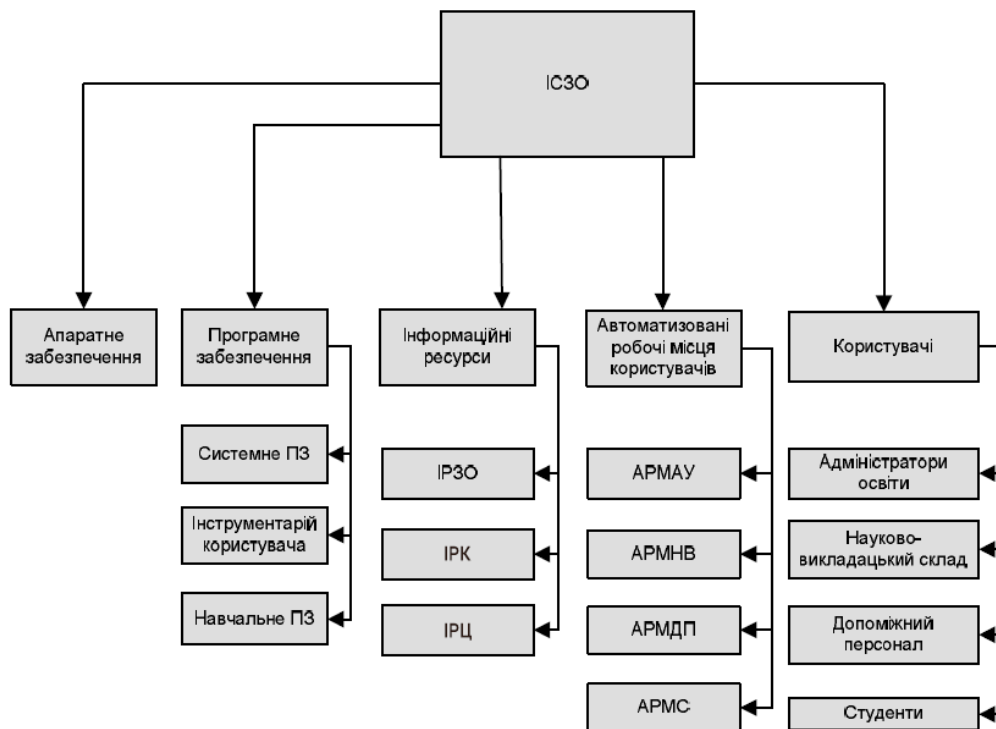 ІСЗО
Апаратне
забезпечення
Програмне
забезпечення
Інформаційні
ресурси
Автоматизовані
робочі місця
користувачів
Користувачі
Системне ПЗ
Інструментарій
користувача
Навчальне ПЗ
ІРЗО
ІРК
ІРЦ
АРМАУ
АРМНВ
АРМДП
АРМС
Адміністратори
освіти
Науково-
викладацький склад
Допоміжний
персонал
Студенти